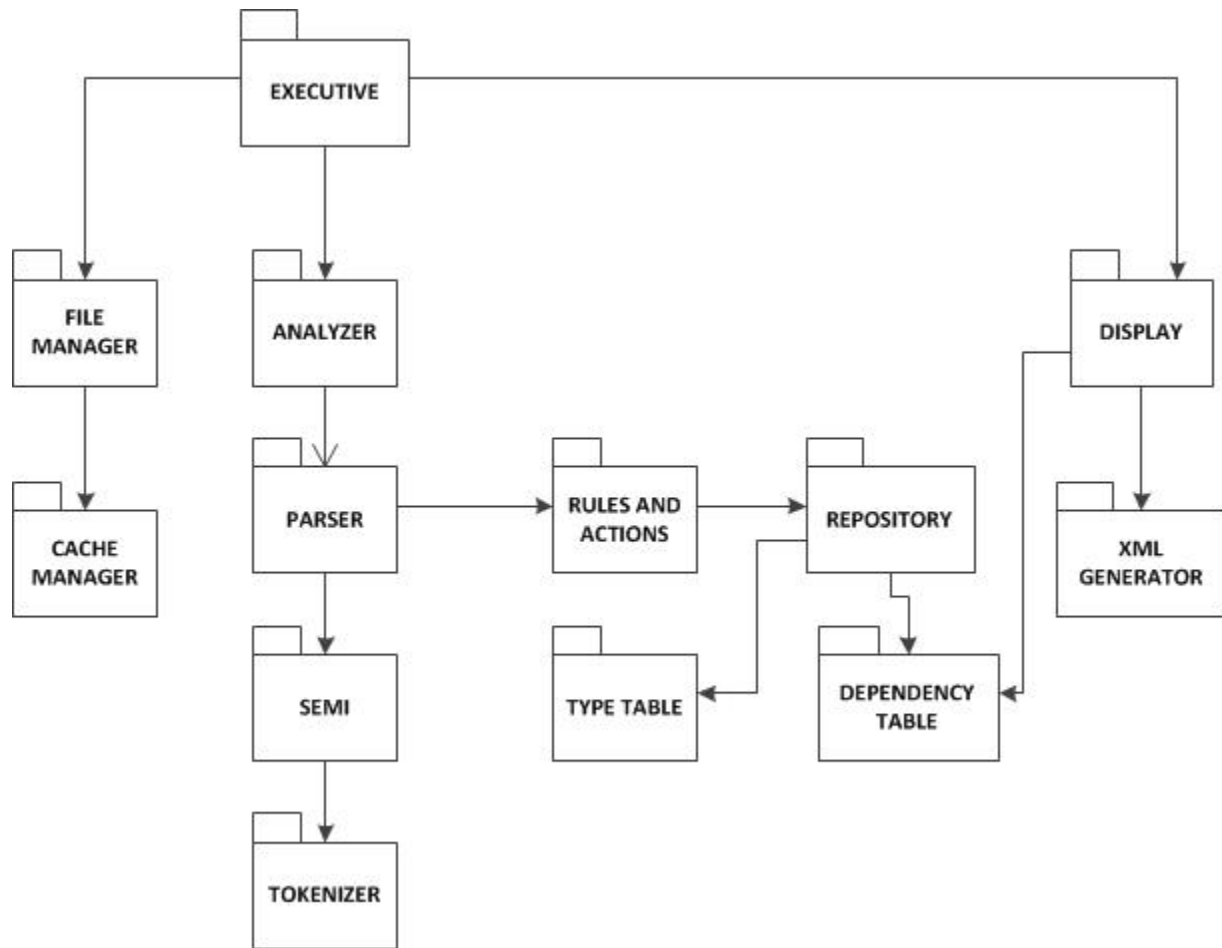 EXECUTIVE
FILE
MANAGER
ANALYZER
DISPLAY
CACHE
MANAGER
PARSER
RULES AND
ACTIONS
REPOSITORY
XML
GENERATOR
SEMI
TYPE TABLE
DEPENDENCY
TABLE
TOKENIZER